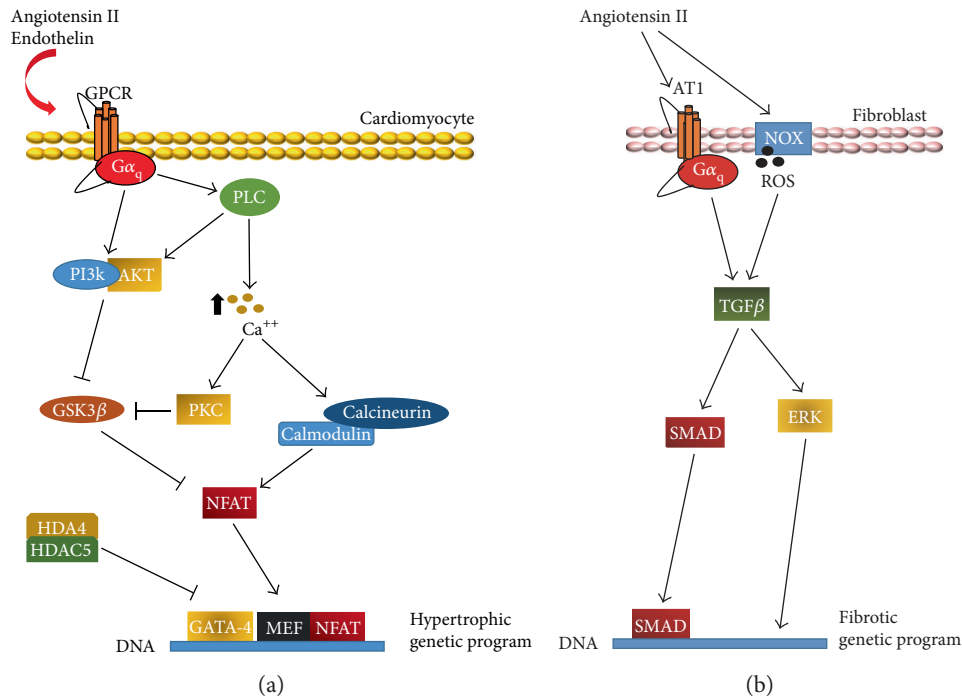 Angiotensin II
Endothelin
GPCR
Cardiomyocyte
Gαq
PLC
PI3k
AKT
Ca++
GSK3β
PKC
Calcineurin
Calmodulin
NFAT
HDA4
HDAC5
GATA-4
MEF
NFAT
DNA
Hypertrophic
genetic program
(a)
Angiotensin II
AT1
Fibroblast
NOX
Gαq
ROS
TGFβ
SMAD
ERK
SMAD
DNA
Fibrotic
genetic program
(b)